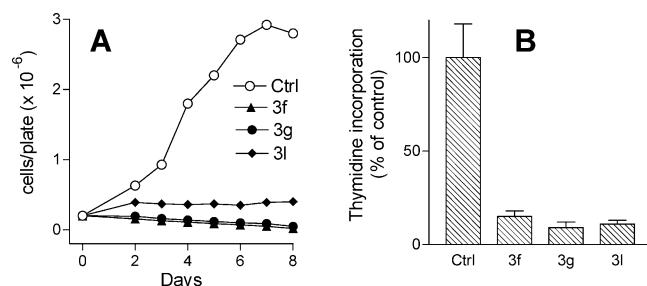 A
cells/plate (x 10⁻⁶)
3
2
1
0
0 2 4 6 8
Days
Ctrl
3f
3g
3l
B
Thymidine incorporation
(% of control)
100
50
0
Ctrl 3f 3g 3l